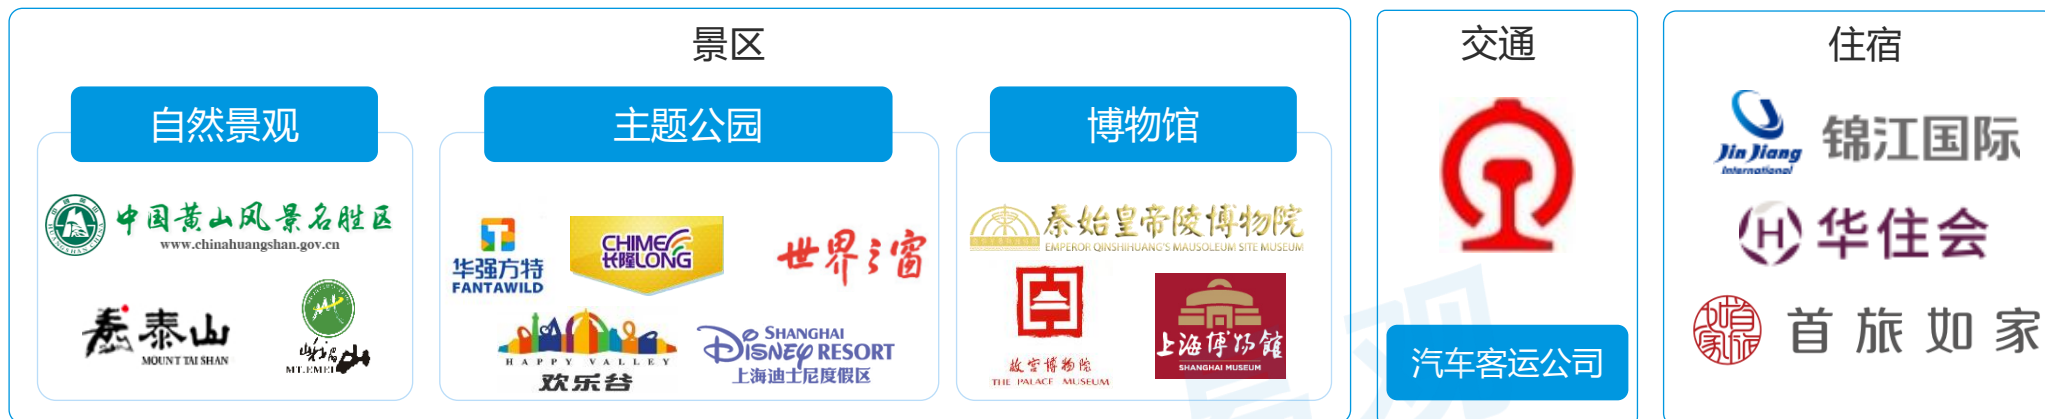 景区
交通
住宿
自然景观
主题公园
博物馆
中国黄山风景名胜区
www.chinahuangshan.gov.cn
泰山
MOUNT TAI SHAN
MT.EMEI
华强方特
FANTAWILD
CHIMELONG
长隆
世界之窗
HAPPY VALLEY
欢乐谷
SHANGHAI
DISNEY RESORT
上海迪士尼度假区
秦始皇帝陵博物院
EMPEROR QINSHIHUANG'S MAUSOLEUM SITE MUSEUM
故宫博物院
THE PALACE MUSEUM
上海博物馆
SHANGHAI MUSEUM
汽车客运公司
Jin Jiang
International
锦江国际
H 华住会
首旅如家